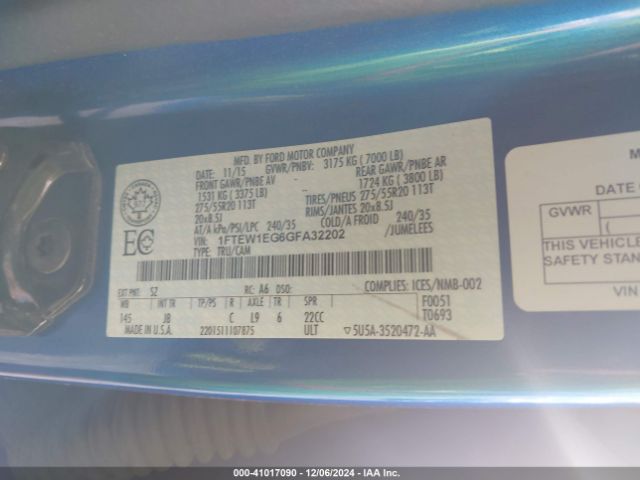 MFD. BY FORD MOTOR COMPANY
DATE: 11/15 GVWR/PNBV: 3175 KG ( 7000 LB)
FRONT GAWR/PNBE AV - REAR GAWR/PNBE AR
1531 KG ( 3375 LB) - 1724 KG ( 3800 LB)
275/55R20 113T TIRES/PNEUS 275/55R20 113T
20x8.5J RIMS/JANTES 20x8.5J
AT/A kPa/PSI/LPC 240/35 COLD/A FROID 240/35
VIN: 1FTEW1EG6GFA32202 /JUMELEES
TYPE: TRU/CAM
EC
EXT PNT: SZ RC: A6 DSO: COMPLIES: ICES/NMB-002
WB INT TR TP/PS R AXLE TR SPR F0051
145 JB C L9 6 22CC T0693
MADE IN U.S.A. 2201511107875 ULT 5U5A-3520472-AA
M
DATE O
GVWR
(
THIS VEHICLE
SAFETY STAN
VIN
000-41017090 - 12/06/2024 - IAA Inc.